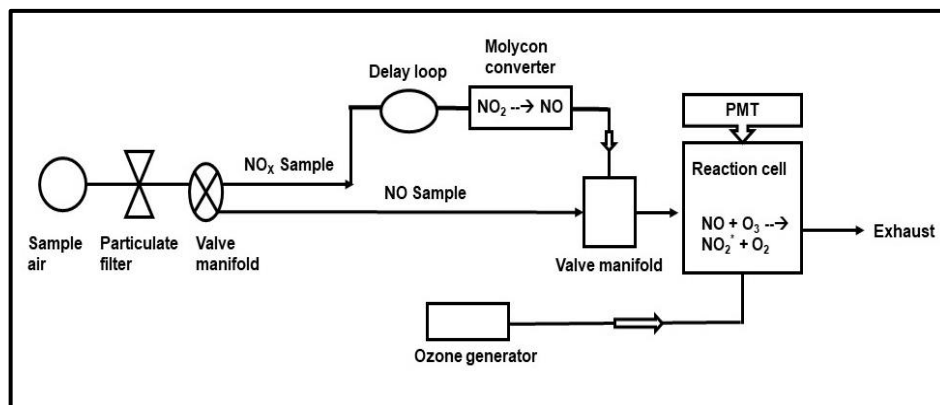 Molycon
converter
Delay loop
NO₂ --→ NO
PMT
NOₓ Sample
Reaction cell
NO Sample
NO + O₃ --→
NO₂* + O₂
Exhaust
Sample
air
Particulate
filter
Valve
manifold
Valve manifold
Ozone generator